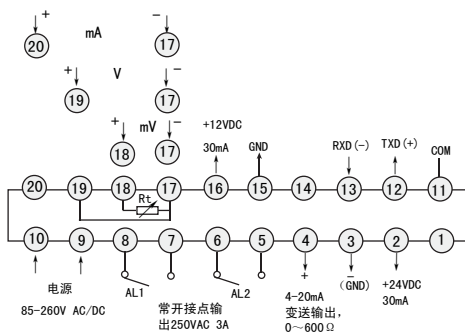 + mA −
20 17
+ V −
19 17
+ mV −
18 17
+12VDC
30mA
GND
RXD(-)
TXD(+)
COM
20 19 18 17 16 15 14 13 12 11
Rt
10 9 8 7 6 5 4 3 2 1
电源
85-260V AC/DC
AL1
常开接点输
出250VAC 3A
AL2
+
4-20mA
变送输出，
0～600Ω
−
(GND)
+24VDC
30mA